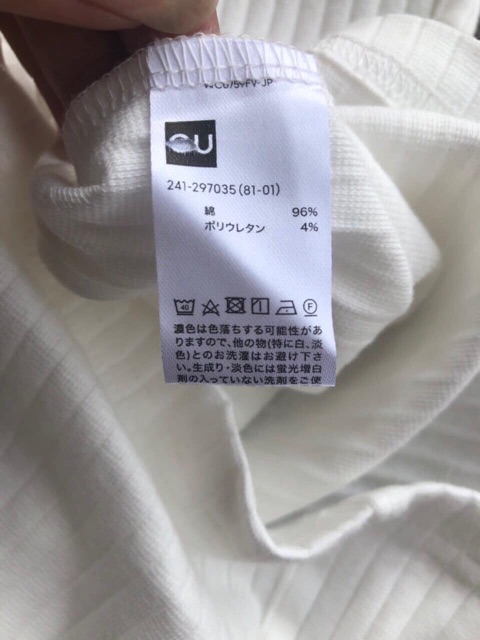 GU
241-297035(81-01)
綿 96%
ポリウレタン 4%
40
F
濃色は色落ちする可能性があ
りますので、他の物(特に白、淡
色)とのお洗濯はお避け下さ
い。生成り・淡色には蛍光増白
剤の入っていない洗剤をご使